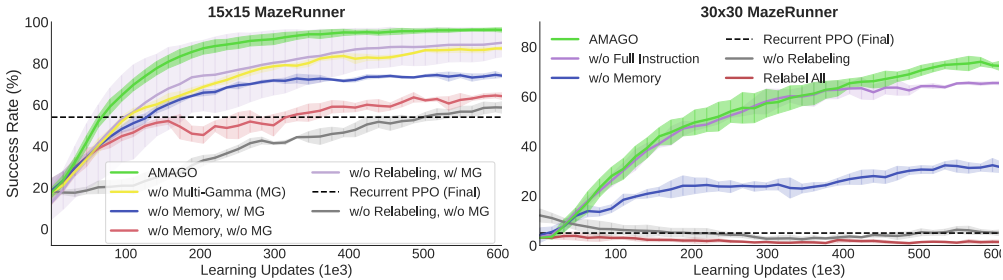 15x15 MazeRunner
Success Rate (%)
100
80
60
40
20
0
AMAGO
w/o Multi-Gamma (MG)
w/o Memory, w/ MG
w/o Memory, w/o MG
w/o Relabeling, w/ MG
Recurrent PPO (Final)
w/o Relabeling, w/o MG
100 200 300 400 500 600
Learning Updates (1e3)
30x30 MazeRunner
80
60
40
20
0
AMAGO
w/o Full Instruction
w/o Memory
Recurrent PPO (Final)
w/o Relabeling
Relabel All
100 200 300 400 500 600
Learning Updates (1e3)